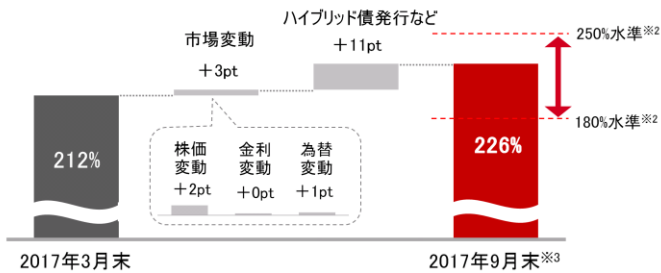 ハイブリッド債発行など
+11pt
市場変動
+3pt
250%水準※2
180%水準※2
212%
株価
変動
+2pt
金利
変動
+0pt
為替
変動
+1pt
226%
2017年3月末
2017年9月末※3